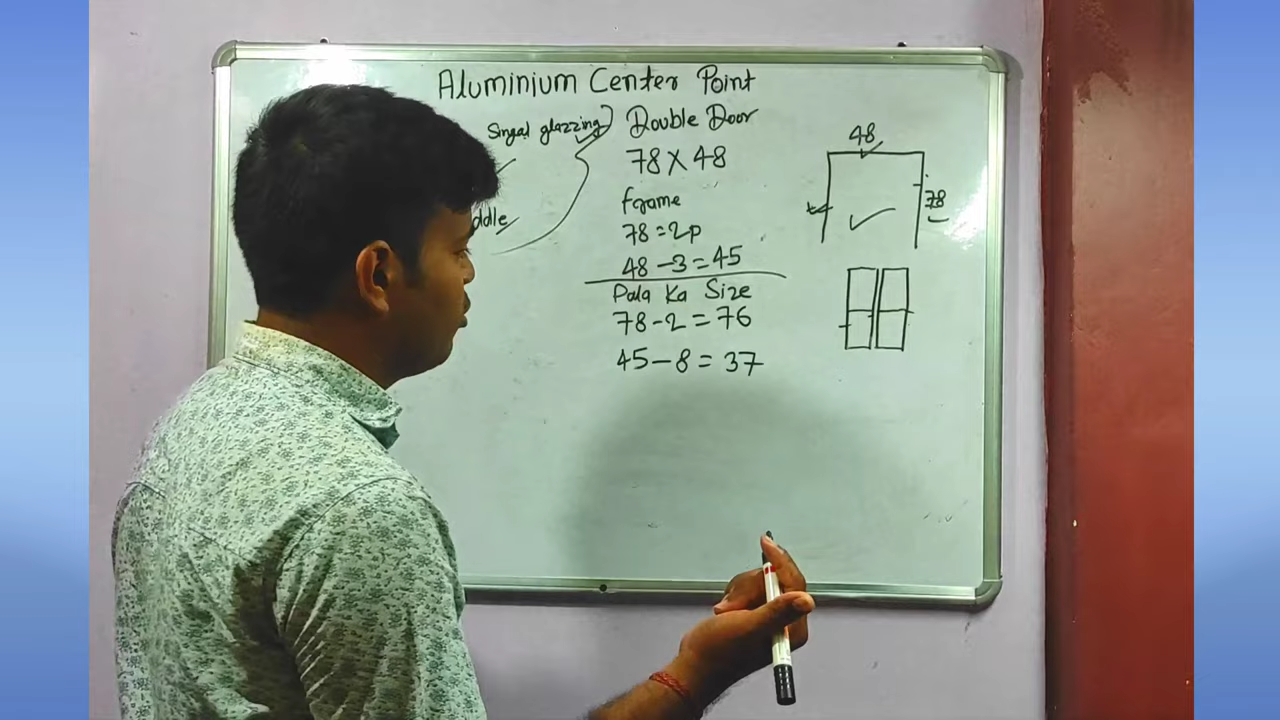 Aluminium Center Point
Singal glazzing) Double Door
78 X 48
ddle
frame
78 = 2p
48 - 3 = 45
Pala Ka Size
78 - 2 = 76
45 - 8 = 37
48
78